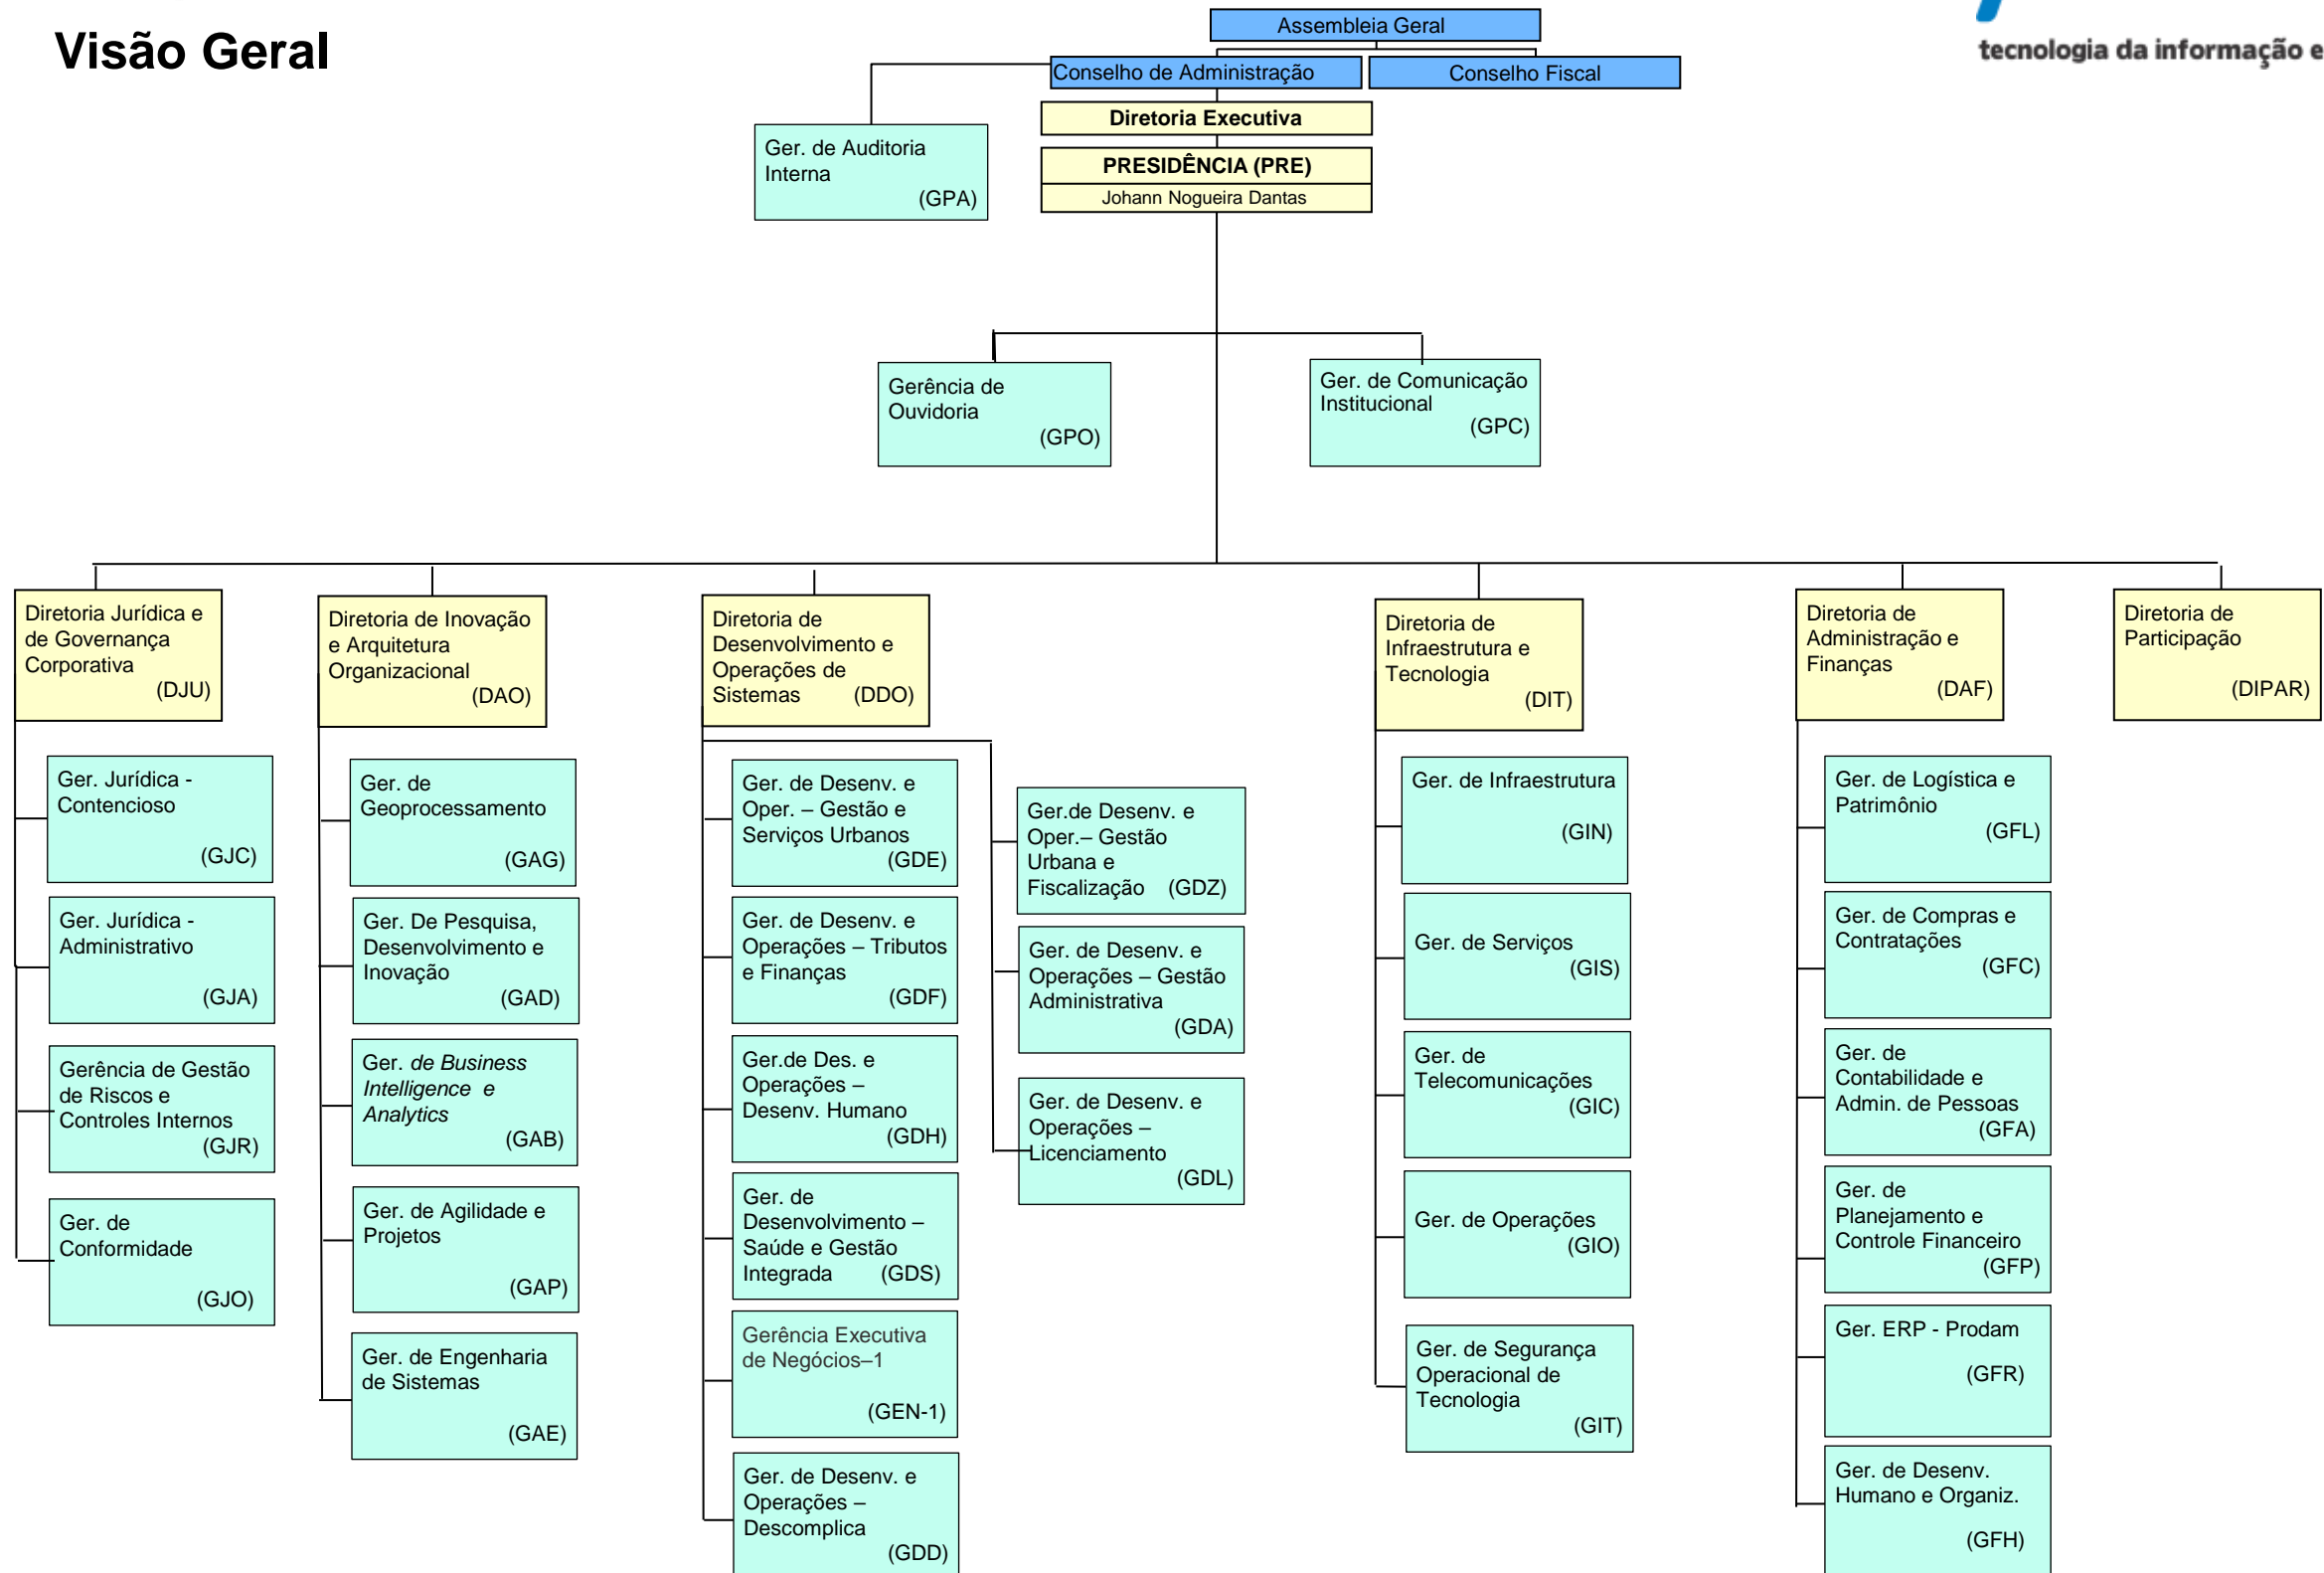 Visão Geral
tecnologia da informação e
Assembleia Geral
Conselho de Administração
Conselho Fiscal
Diretoria Executiva
PRESIDÊNCIA (PRE)
Johann Nogueira Dantas
Ger. de Auditoria
Interna
(GPA)
Gerência de
Ouvidoria
(GPO)
Ger. de Comunicação
Institucional
(GPC)
Diretoria Jurídica e
de Governança
Corporativa
(DJU)
Ger. Jurídica -
Contencioso
(GJC)
Ger. Jurídica -
Administrativo
(GJA)
Gerência de Gestão
de Riscos e
Controles Internos
(GJR)
Ger. de
Conformidade
(GJO)
Diretoria de Inovação
e Arquitetura
Organizacional
(DAO)
Ger. de
Geoprocessamento
(GAG)
Ger. De Pesquisa,
Desenvolvimento e
Inovação
(GAD)
Ger. de Business
Intelligence e
Analytics
(GAB)
Ger. de Agilidade e
Projetos
(GAP)
Ger. de Engenharia
de Sistemas
(GAE)
Diretoria de
Desenvolvimento e
Operações de
Sistemas (DDO)
Ger. de Desenv. e
Oper. – Gestão e
Serviços Urbanos
(GDE)
Ger. de Desenv. e
Operações – Tributos
e Finanças
(GDF)
Ger.de Des. e
Operações –
Desenv. Humano
(GDH)
Ger. de
Desenvolvimento –
Saúde e Gestão
Integrada (GDS)
Gerência Executiva
de Negócios–1
(GEN-1)
Ger. de Desenv. e
Operações –
Descomplica
(GDD)
Ger.de Desenv. e
Oper.– Gestão
Urbana e
Fiscalização (GDZ)
Ger. de Desenv. e
Operações – Gestão
Administrativa
(GDA)
Ger. de Desenv. e
Operações –
Licenciamento
(GDL)
Diretoria de
Infraestrutura e
Tecnologia
(DIT)
Ger. de Infraestrutura
(GIN)
Ger. de Serviços
(GIS)
Ger. de
Telecomunicações
(GIC)
Ger. de Operações
(GIO)
Ger. de Segurança
Operacional de
Tecnologia
(GIT)
Diretoria de
Administração e
Finanças
(DAF)
Ger. de Logística e
Patrimônio
(GFL)
Ger. de Compras e
Contratações
(GFC)
Ger. de
Contabilidade e
Admin. de Pessoas
(GFA)
Ger. de
Planejamento e
Controle Financeiro
(GFP)
Ger. ERP - Prodam
(GFR)
Ger. de Desenv.
Humano e Organiz.
(GFH)
Diretoria de
Participação
(DIPAR)